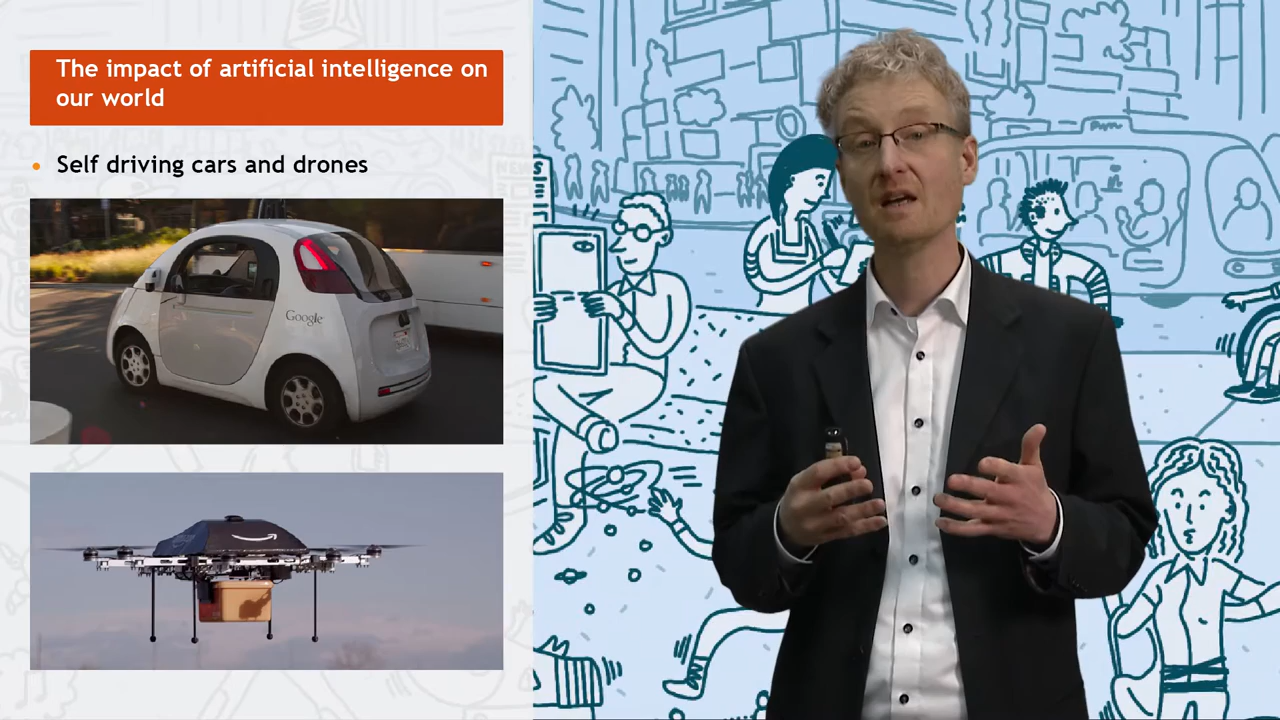 The impact of artificial intelligence on
our world
• Self driving cars and drones
Google